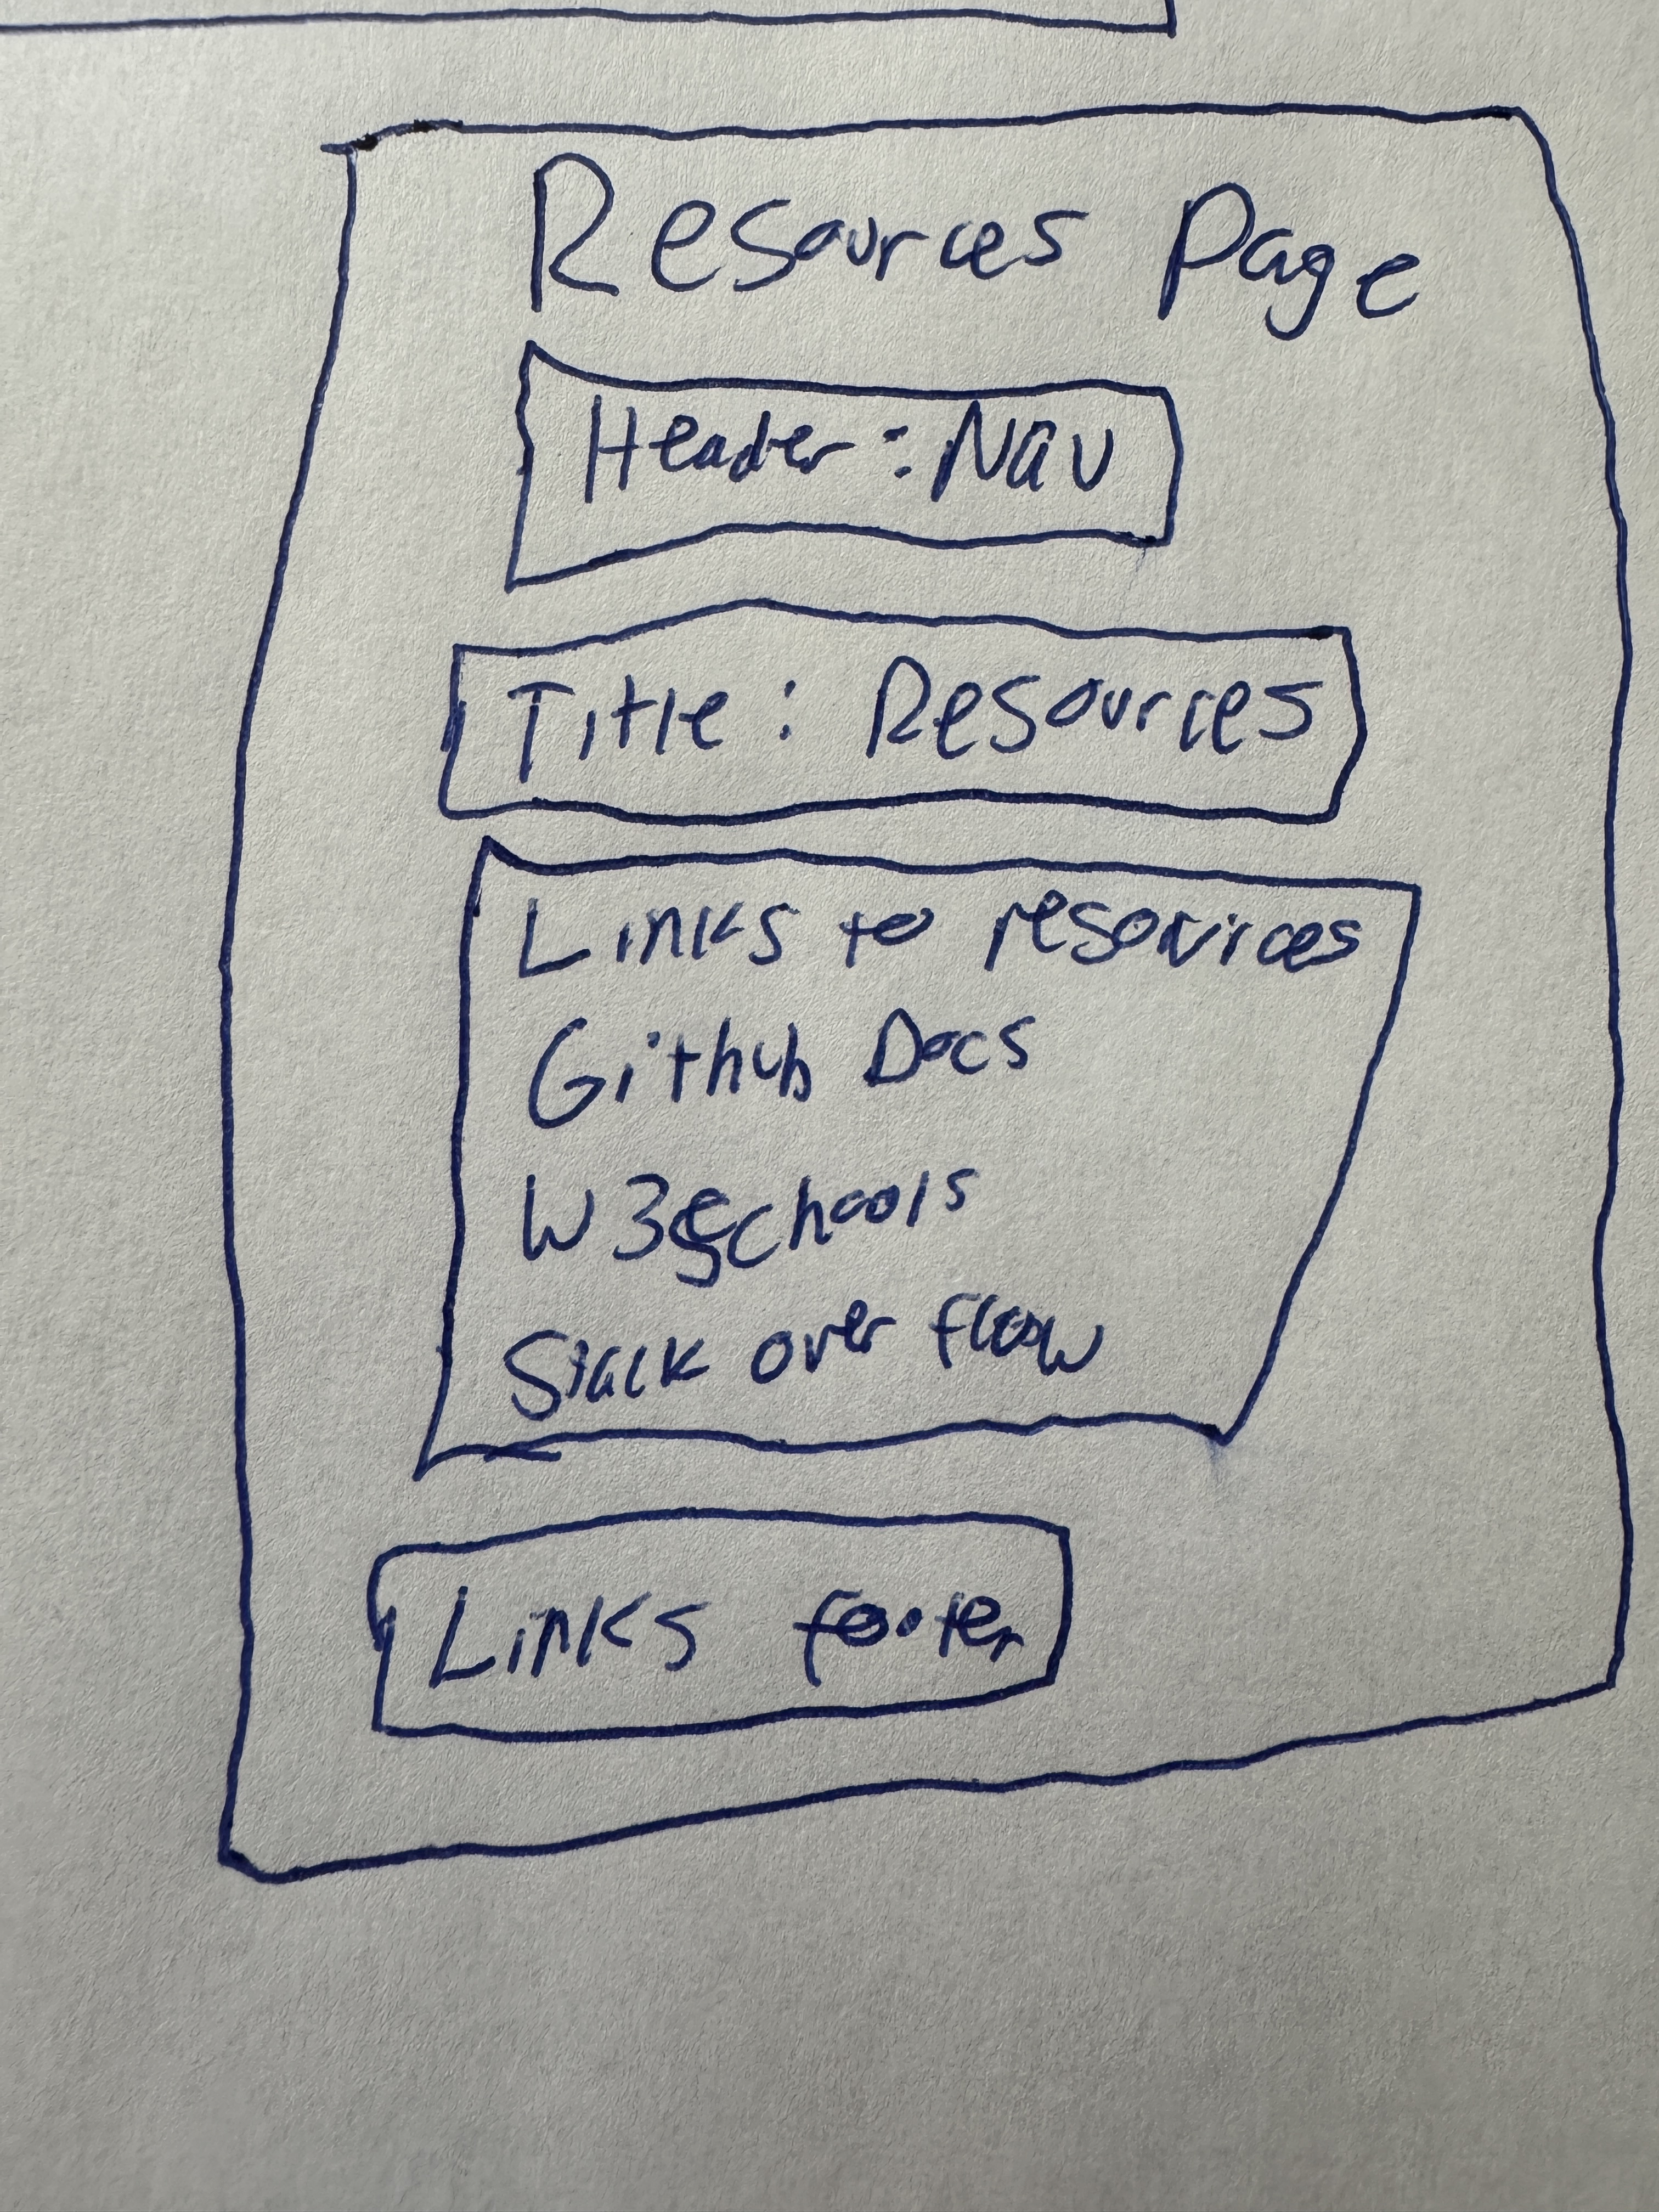 Resources Page
Header: Nav
Title: Resources
Links to resources
Github Docs
W3Schools
Stack over flow
Links footer